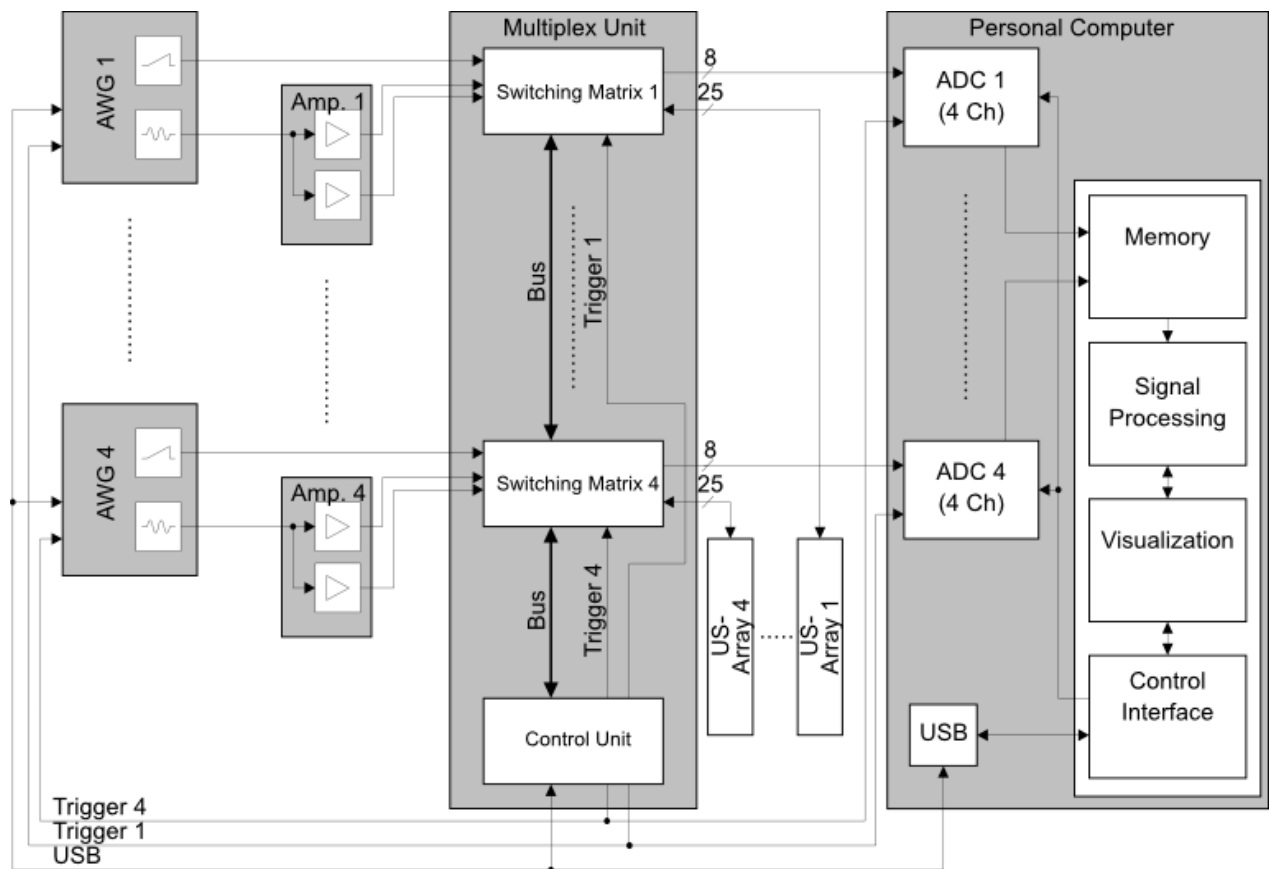 Multiplex Unit
Personal Computer
AWG 1
Amp. 1
Switching Matrix 1
8
25
ADC 1
(4 Ch)
Memory
Bus
Trigger 1
Signal
Processing
AWG 4
Amp. 4
Switching Matrix 4
8
25
ADC 4
(4 Ch)
Visualization
Bus
Trigger 4
US-
Array 4
US-
Array 1
Control
Interface
Control Unit
USB
Trigger 4
Trigger 1
USB